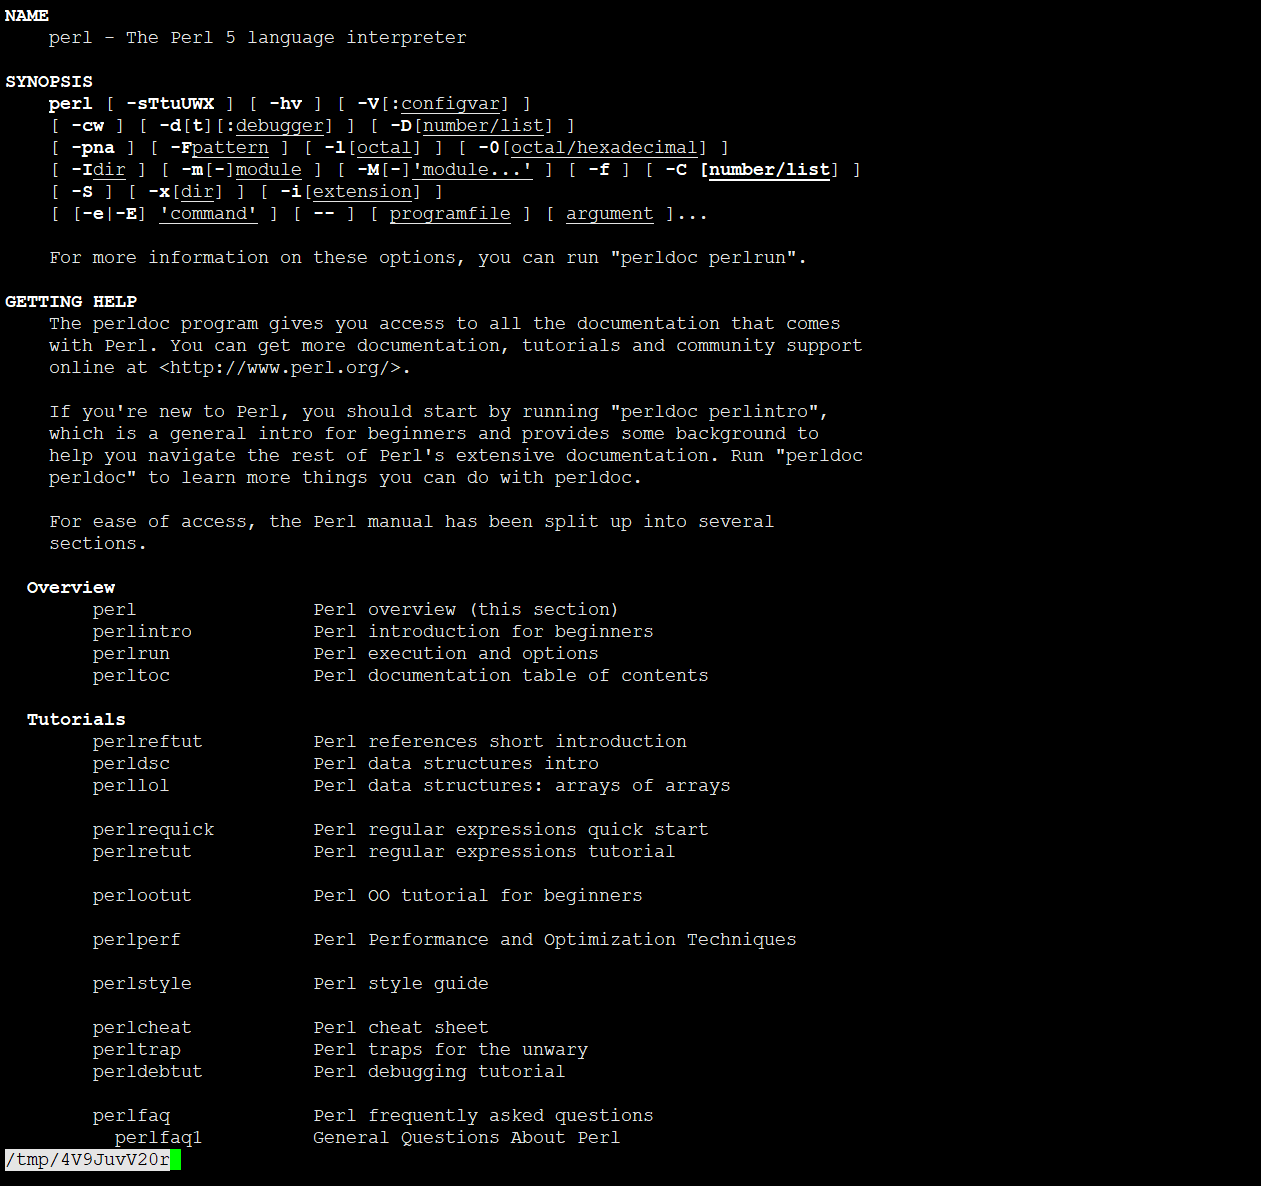 NAME
    perl - The Perl 5 language interpreter

SYNOPSIS
    perl [ -sTtuUWX ] [ -hv ] [ -V[:configvar] ]
    [ -cw ] [ -d[t][:debugger] ] [ -D[number/list] ]
    [ -pna ] [ -Fpattern ] [ -l[octal] ] [ -0[octal/hexadecimal] ]
    [ -Idir ] [ -m[-]module ] [ -M[-]'module...' ] [ -f ] [ -C [number/list] ]
    [ -S ] [ -x[dir] ] [ -i[extension] ]
    [ [-e|-E] 'command' ] [ -- ] [ programfile ] [ argument ]...

    For more information on these options, you can run "perldoc perlrun".

GETTING HELP
    The perldoc program gives you access to all the documentation that comes
    with Perl. You can get more documentation, tutorials and community support
    online at <http://www.perl.org/>.

    If you're new to Perl, you should start by running "perldoc perlintro",
    which is a general intro for beginners and provides some background to
    help you navigate the rest of Perl's extensive documentation. Run "perldoc
    perldoc" to learn more things you can do with perldoc.

    For ease of access, the Perl manual has been split up into several
    sections.

  Overview
        perl                Perl overview (this section)
        perlintro           Perl introduction for beginners
        perlrun             Perl execution and options
        perltoc             Perl documentation table of contents

  Tutorials
        perlreftut          Perl references short introduction
        perldsc             Perl data structures intro
        perllol             Perl data structures: arrays of arrays

        perlrequick         Perl regular expressions quick start
        perlretut           Perl regular expressions tutorial

        perlootut           Perl OO tutorial for beginners

        perlperf            Perl Performance and Optimization Techniques

        perlstyle           Perl style guide

        perlcheat           Perl cheat sheet
        perltrap            Perl traps for the unwary
        perldebtut          Perl debugging tutorial

        perlfaq             Perl frequently asked questions
          perlfaq1          General Questions About Perl
/tmp/4V9JuvV20r